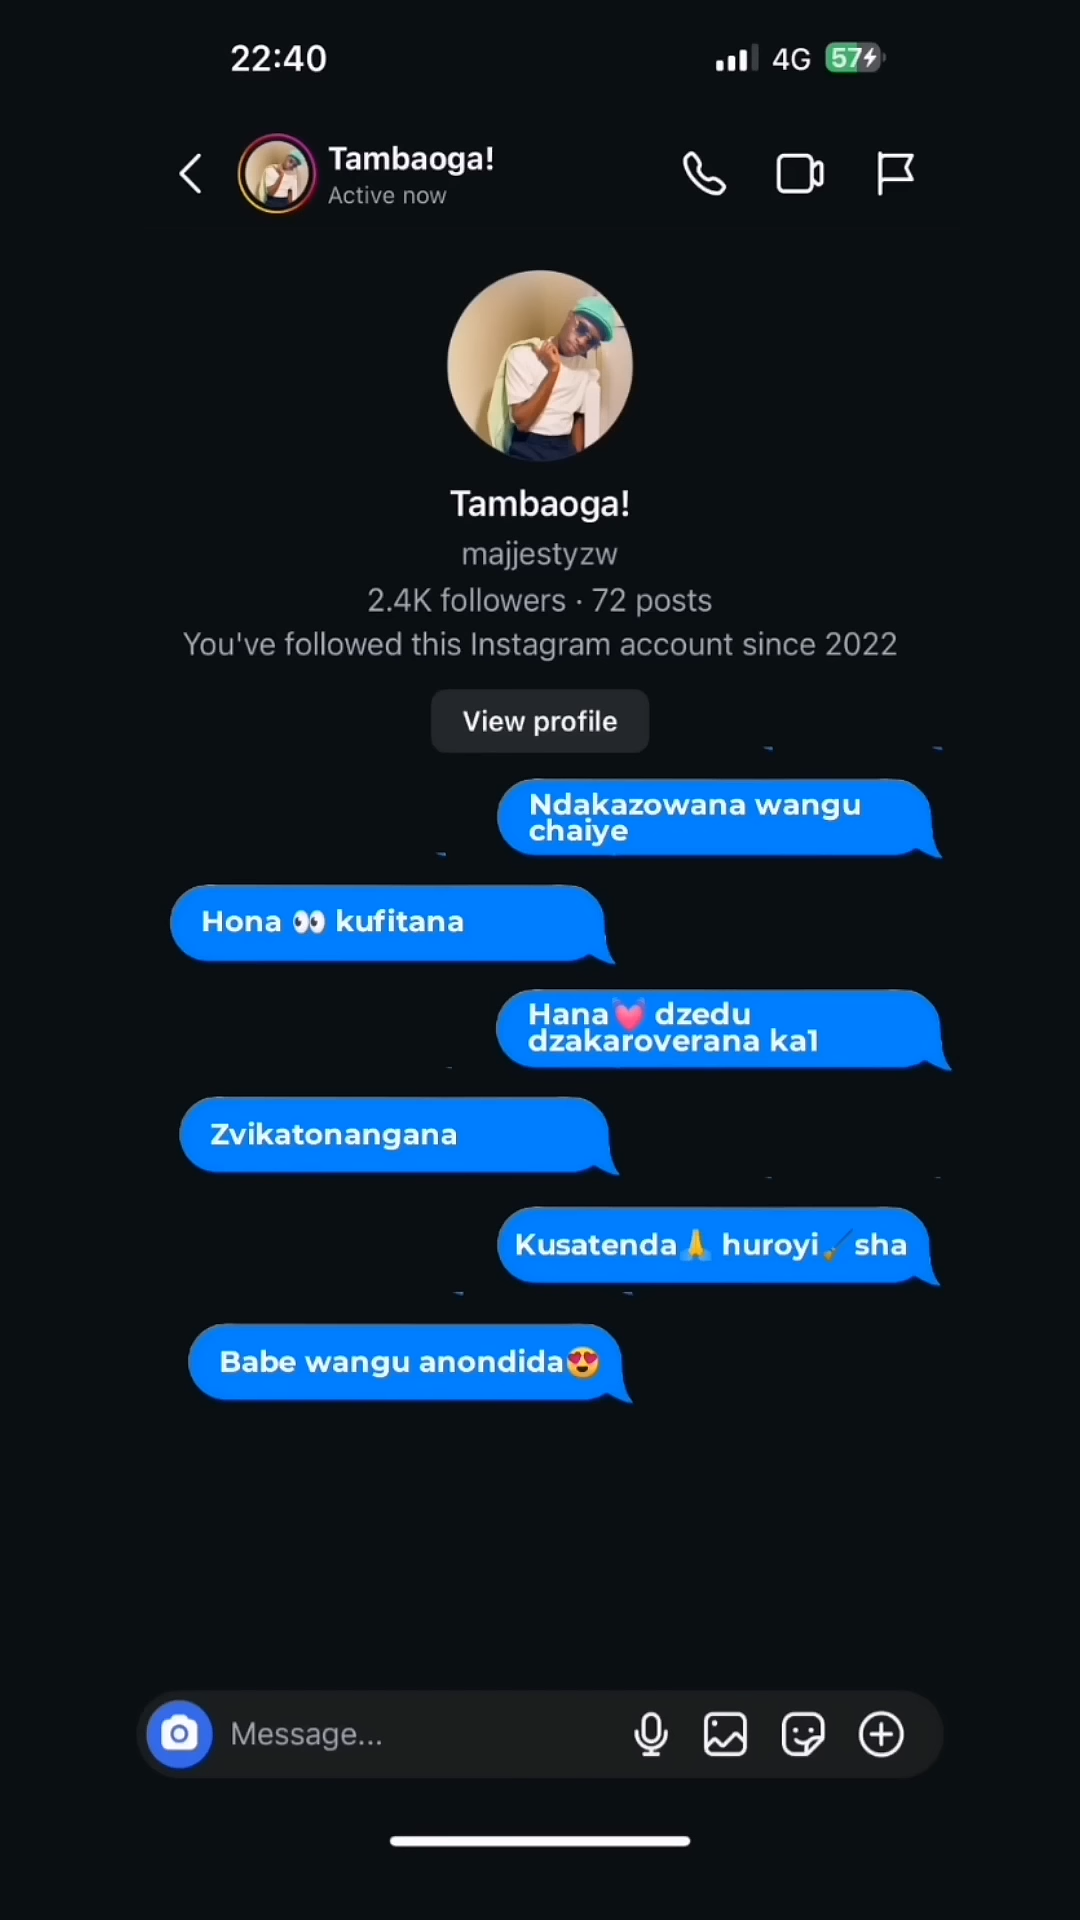 22:40
4G 57
Tambaoga!
Active now
Tambaoga!
majjestyzw
2.4K followers · 72 posts
You've followed this Instagram account since 2022
View profile
Ndakazowana wangu
chaiye
Hona 👀 kufitana
Hana💓 dzedu
dzakaroverana ka1
Zvikatonangana
Kusatenda🙏 huroyi🧹sha
Babe wangu anondida😍
Message...